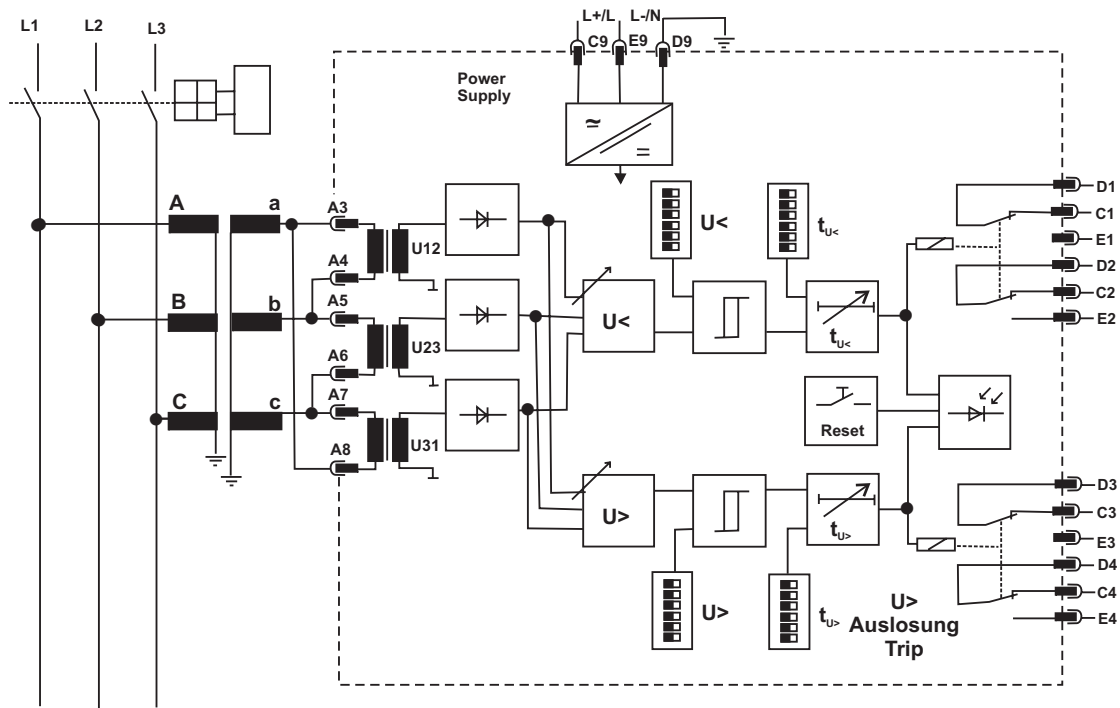 L1
L2
L3
L+/L
L-/N
C9
E9
D9
Power
Supply
≃
=
A
a
B
b
C
c
A3
A4
A5
A6
A7
A8
U12
U23
U31
U<
t U<
U<
t U<
Reset
U>
t U>
U>
t U>
U>
Auslosung
Trip
D1
C1
E1
D2
C2
E2
D3
C3
E3
D4
C4
E4